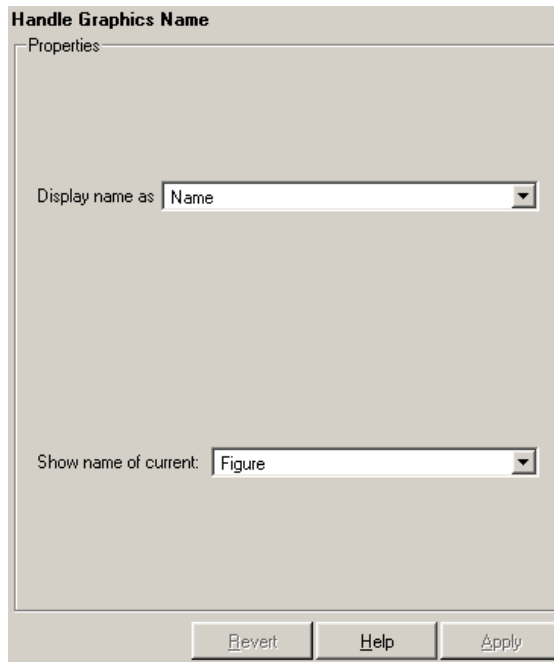 Handle Graphics Name
Properties
Display name as Name
Show name of current: Figure
Revert Help Apply